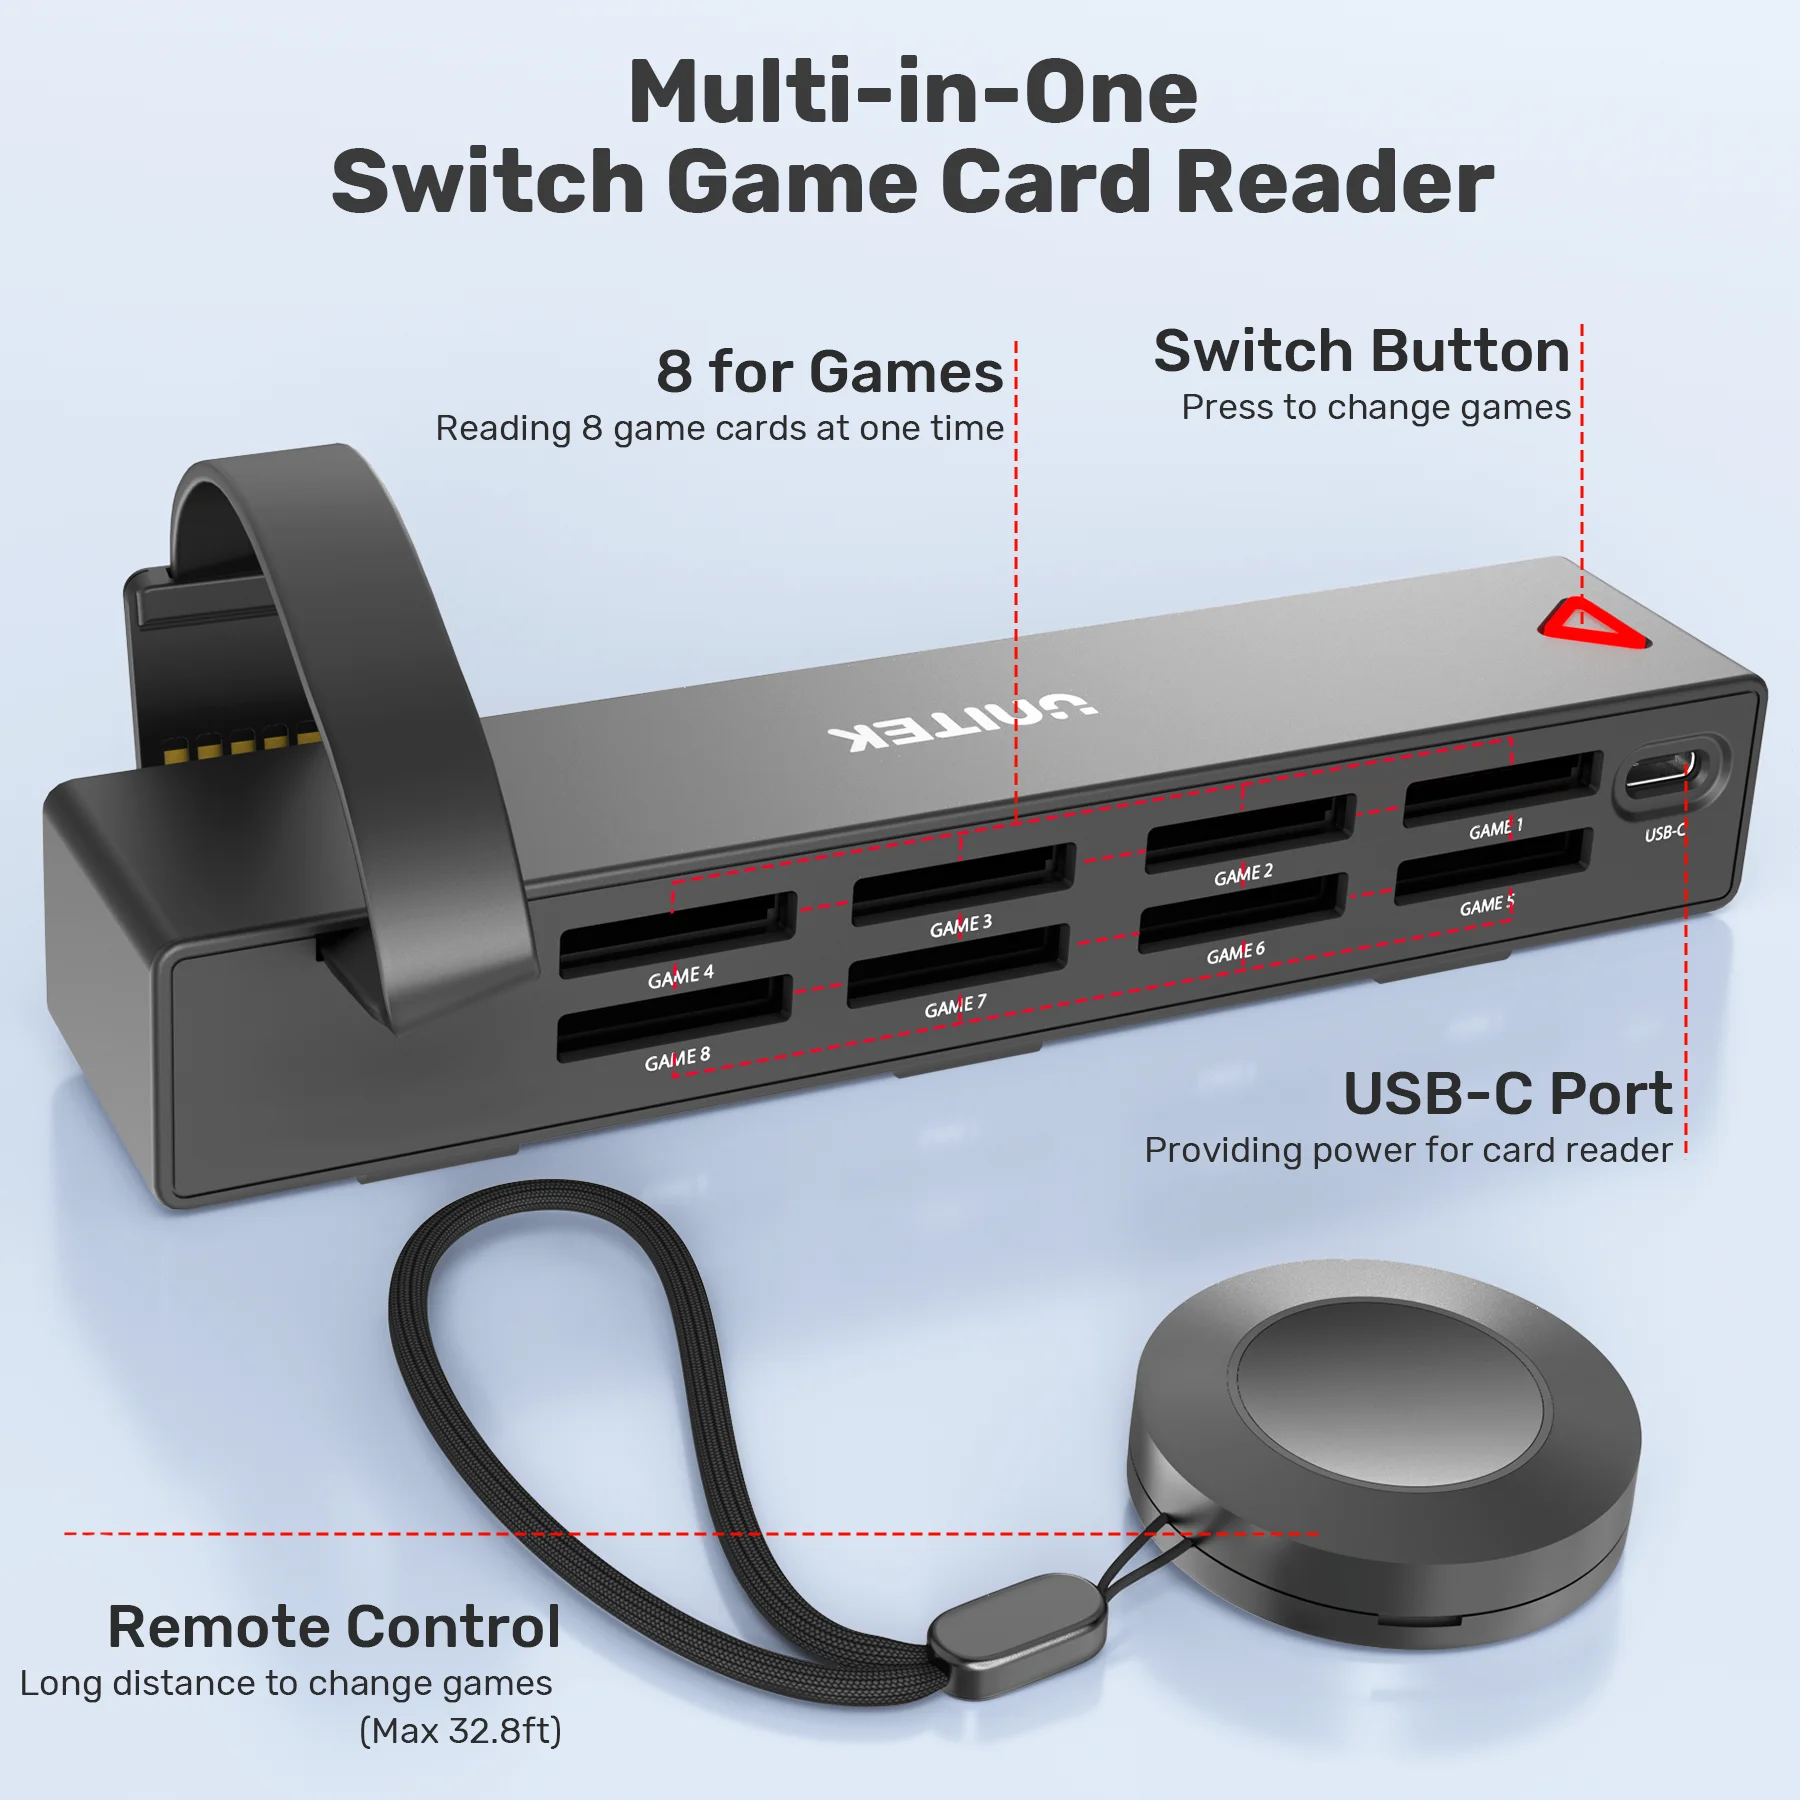 Multi-in-One
Switch Game Card Reader
8 for Games
Reading 8 game cards at one time
Switch Button
Press to change games
UNITEK
GAME 1
GAME 2
GAME 3
GAME 4
USB-C
GAME 5
GAME 6
GAME 7
GAME 8
USB-C Port
Providing power for card reader
Remote Control
Long distance to change games
(Max 32.8ft)